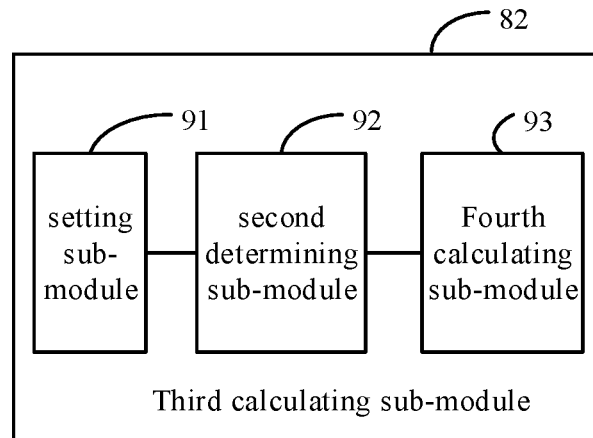 82
91
92
93
setting
sub-
module
second
determining
sub-module
Fourth
calculating
sub-module
Third calculating sub-module